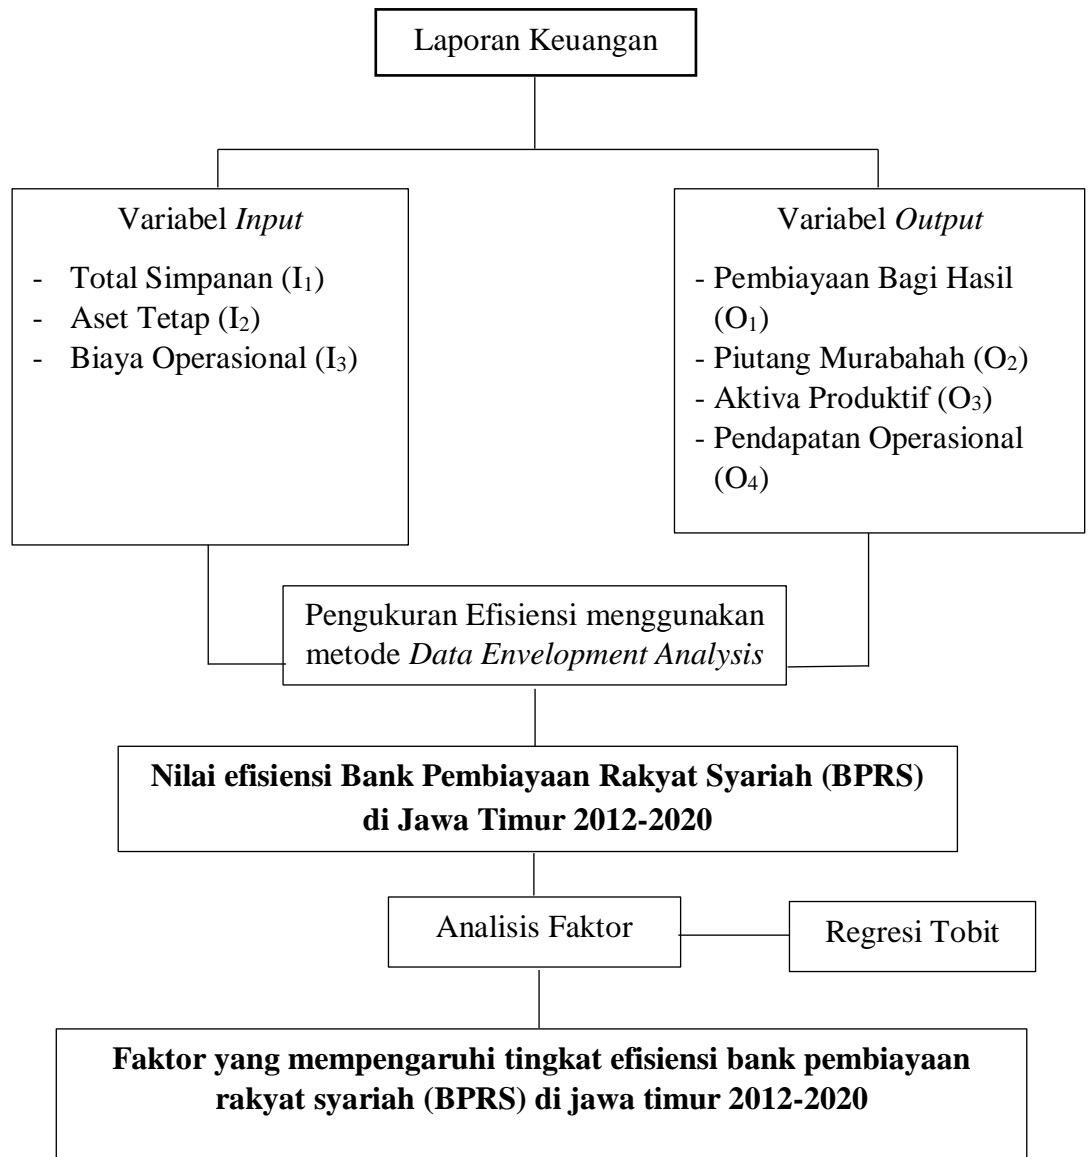 Laporan Keuangan
Variabel Input
- Total Simpanan (I₁)
- Aset Tetap (I₂)
- Biaya Operasional (I₃)
Variabel Output
- Pembiayaan Bagi Hasil
(O₁)
- Piutang Murabahah (O₂)
- Aktiva Produktif (O₃)
- Pendapatan Operasional
(O₄)
Pengukuran Efisiensi menggunakan
metode Data Envelopment Analysis
Nilai efisiensi Bank Pembiayaan Rakyat Syariah (BPRS)
di Jawa Timur 2012-2020
Analisis Faktor
Regresi Tobit
Faktor yang mempengaruhi tingkat efisiensi bank pembiayaan
rakyat syariah (BPRS) di jawa timur 2012-2020